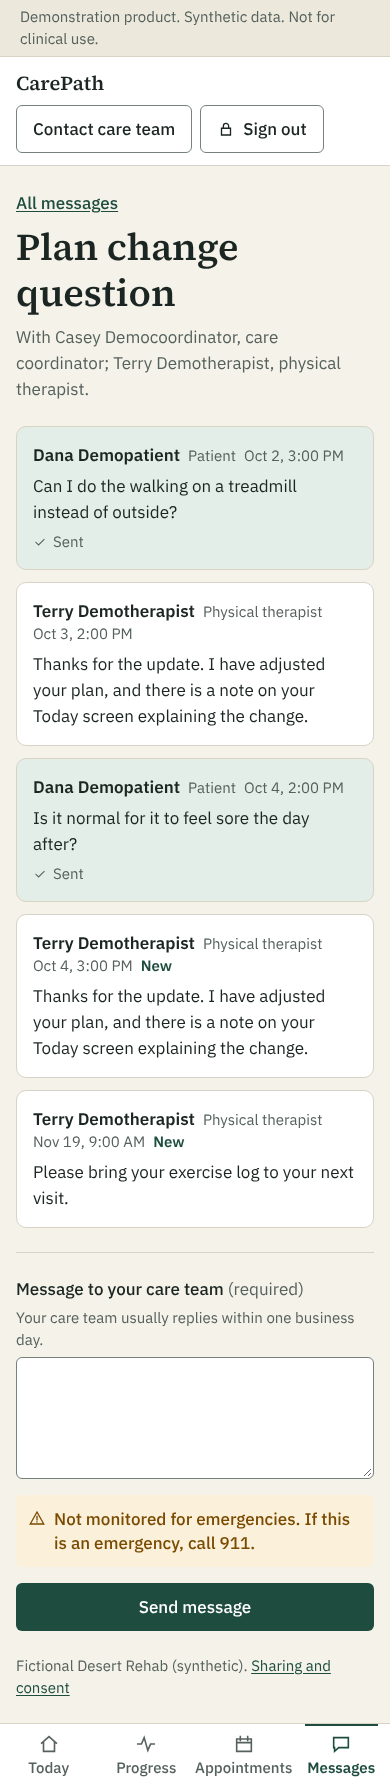 Demonstration product. Synthetic data. Not for
clinical use.
CarePath
Contact care team
Sign out
All messages
Plan change
question
With Casey Democoordinator, care
coordinator; Terry Demotherapist, physical
therapist.
Dana Demopatient Patient Oct 2, 3:00 PM
Can I do the walking on a treadmill
instead of outside?
Sent
Terry Demotherapist Physical therapist
Oct 3, 2:00 PM
Thanks for the update. I have adjusted
your plan, and there is a note on your
Today screen explaining the change.
Dana Demopatient Patient Oct 4, 2:00 PM
Is it normal for it to feel sore the day
after?
Sent
Terry Demotherapist Physical therapist
Oct 4, 3:00 PM New
Thanks for the update. I have adjusted
your plan, and there is a note on your
Today screen explaining the change.
Terry Demotherapist Physical therapist
Nov 19, 9:00 AM New
Please bring your exercise log to your next
visit.
Message to your care team (required)
Your care team usually replies within one business
day.
Not monitored for emergencies. If this
is an emergency, call 911.
Send message
Fictional Desert Rehab (synthetic). Sharing and
consent
Today Progress Appointments Messages